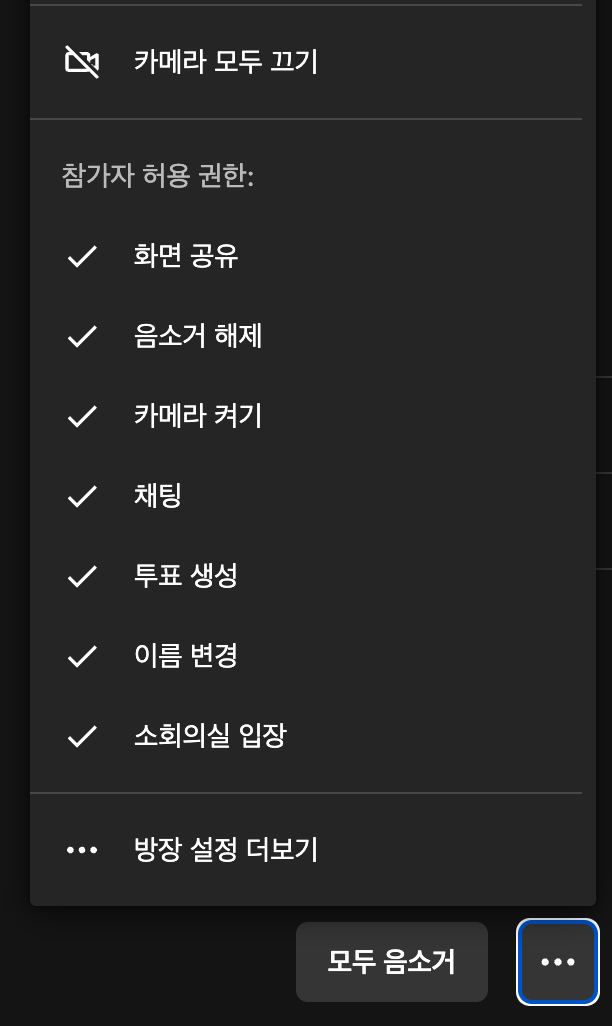 카메라 모두 끄기
참가자 허용 권한:
화면 공유
음소거 해제
카메라 켜기
채팅
투표 생성
이름 변경
소회의실 입장
방장 설정 더보기
모두 음소거